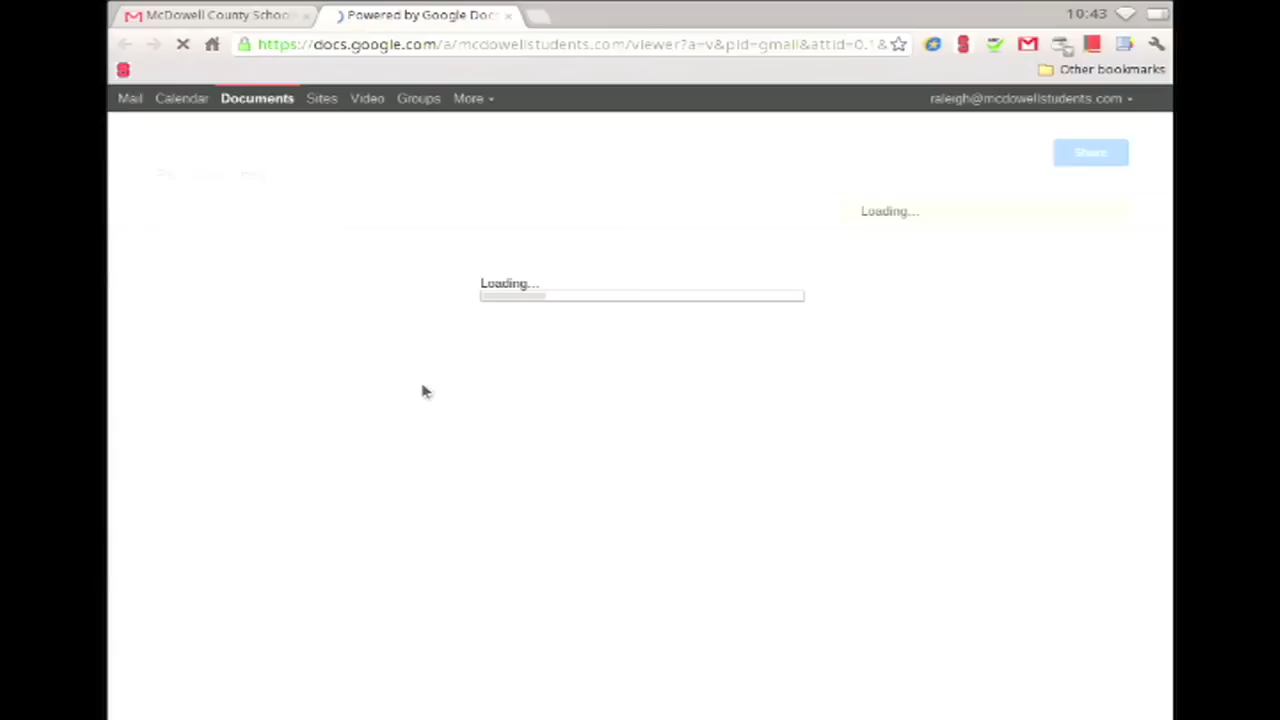 McDowell County Schoo
Powered by Google Doc
10:43
https://docs.google.com/a/mcdowellstudents.com/viewer?a=v&pid=gmail&attid=0.1&
Other bookmarks
Mail Calendar Documents Sites Video Groups More
raleigh@mcdowellstudents.com
Share
Loading...
Loading...